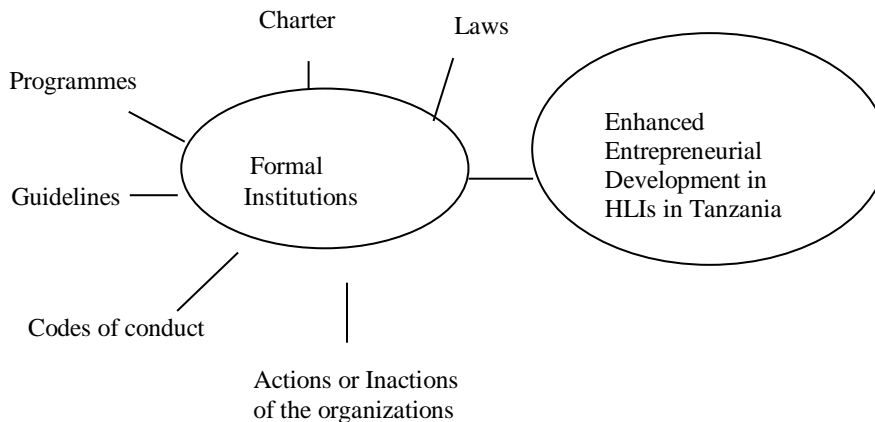 Charter
Laws
Programmes
Guidelines
Codes of conduct
Actions or Inactions
of the organizations
Formal
Institutions
Enhanced
Entrepreneurial
Development in
HLIs in Tanzania